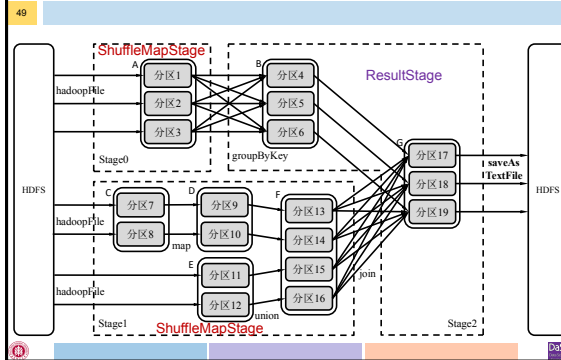 49
ShuffleMapStage
ResultStage
A
分区1
分区2
分区3
B
分区4
分区5
分区6
hadoopFile
Stage0
groupByKey
G
分区17
分区18
分区19
saveAs
TextFile
HDFS
HDFS
C
分区7
分区8
D
分区9
分区10
F
分区13
分区14
分区15
分区16
hadoopFile
map
E
分区11
分区12
hadoopFile
union
join
Stage1
ShuffleMapStage
Stage2